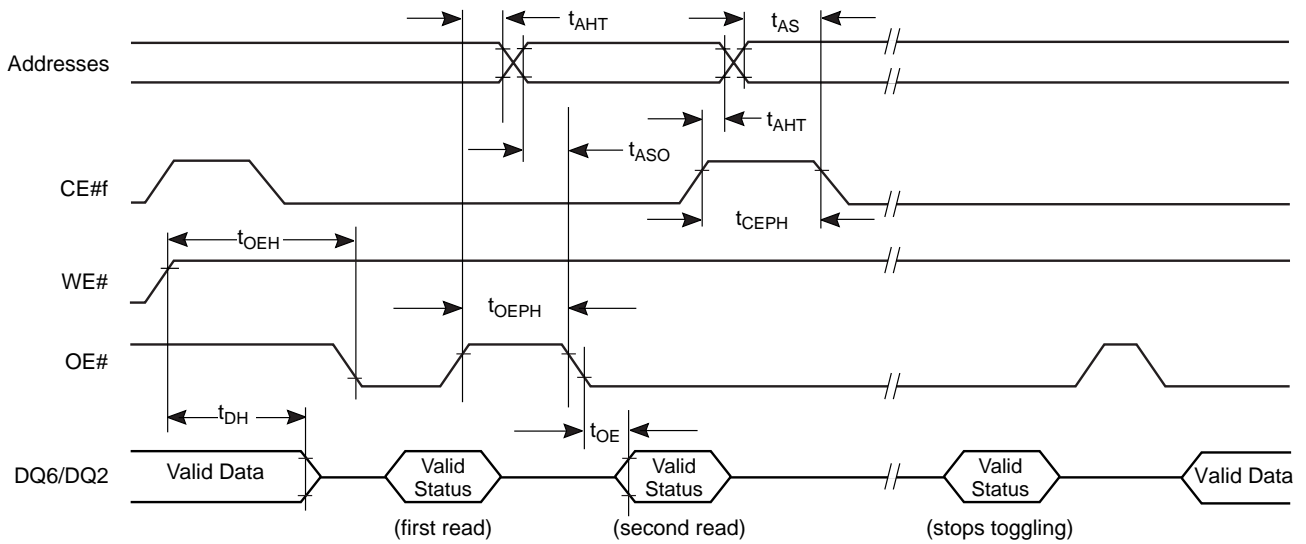 tAHT
tAS
Addresses
tAHT
tASO
CE#f
tCEPH
tOEH
WE#
tOEPH
OE#
tDH
tOE
DQ6/DQ2
Valid Data
Valid
Status
Valid
Status
Valid
Status
Valid Data
(first read)
(second read)
(stops toggling)